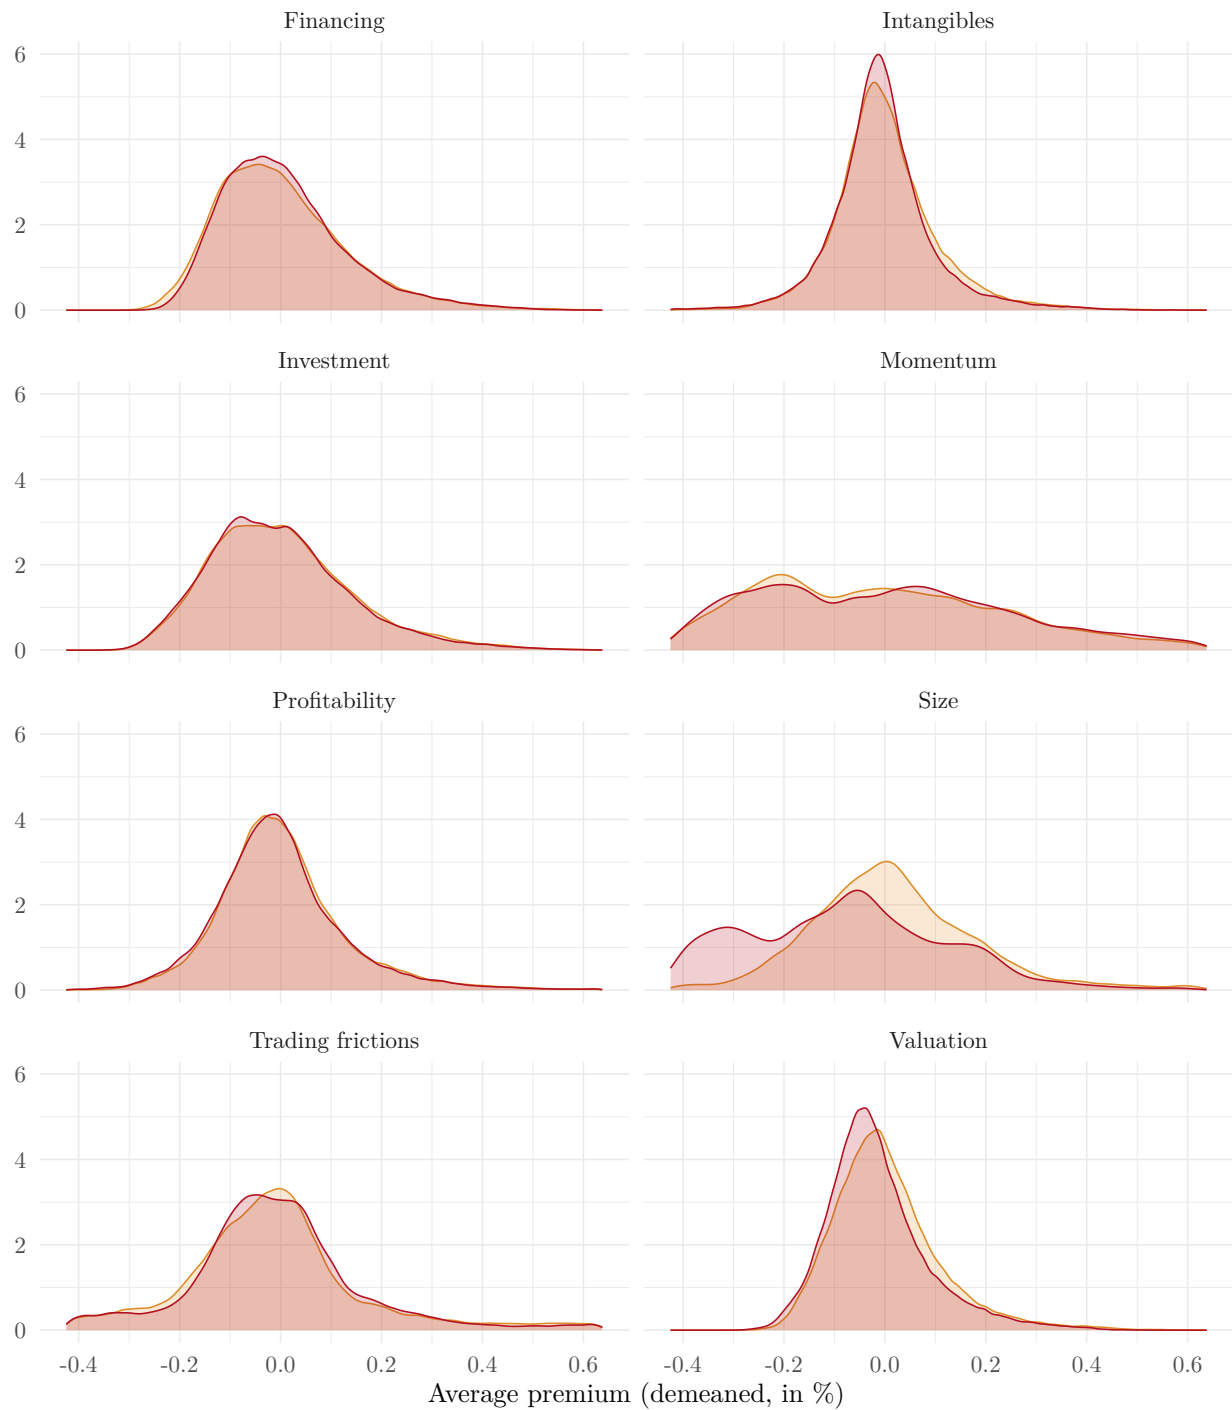 Financing Intangibles
6
4
2
0
Investment Momentum
6
4
2
0
Profitability Size
6
4
2
0
Trading frictions Valuation
6
4
2
0
-0.4 -0.2 0.0 0.2 0.4 0.6 -0.4 -0.2 0.0 0.2 0.4 0.6
Average premium (demeaned, in %)